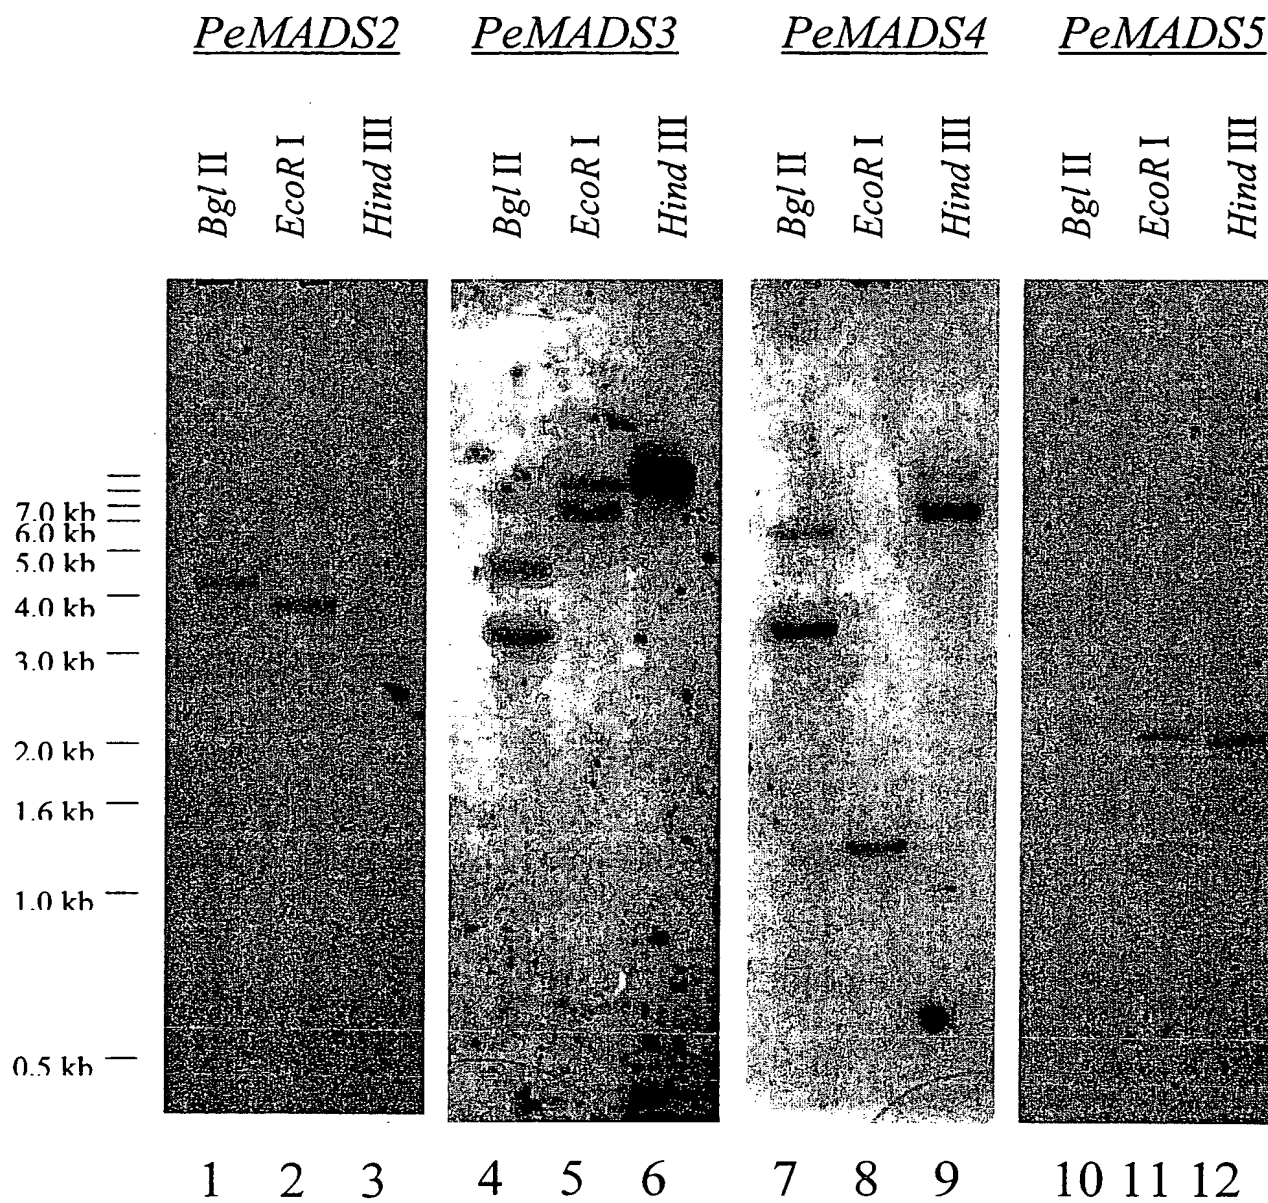 PeMADS2 PeMADS3 PeMADS4 PeMADS5
Bgl II EcoR I Hind III Bgl II EcoR I Hind III Bgl II EcoR I Hind III Bgl II EcoR I Hind III
7.0 kb
6.0 kb
5.0 kb
4.0 kb
3.0 kb
2.0 kb
1.6 kb
1.0 kb
0.5 kb
1 2 3 4 5 6 7 8 9 10 11 12